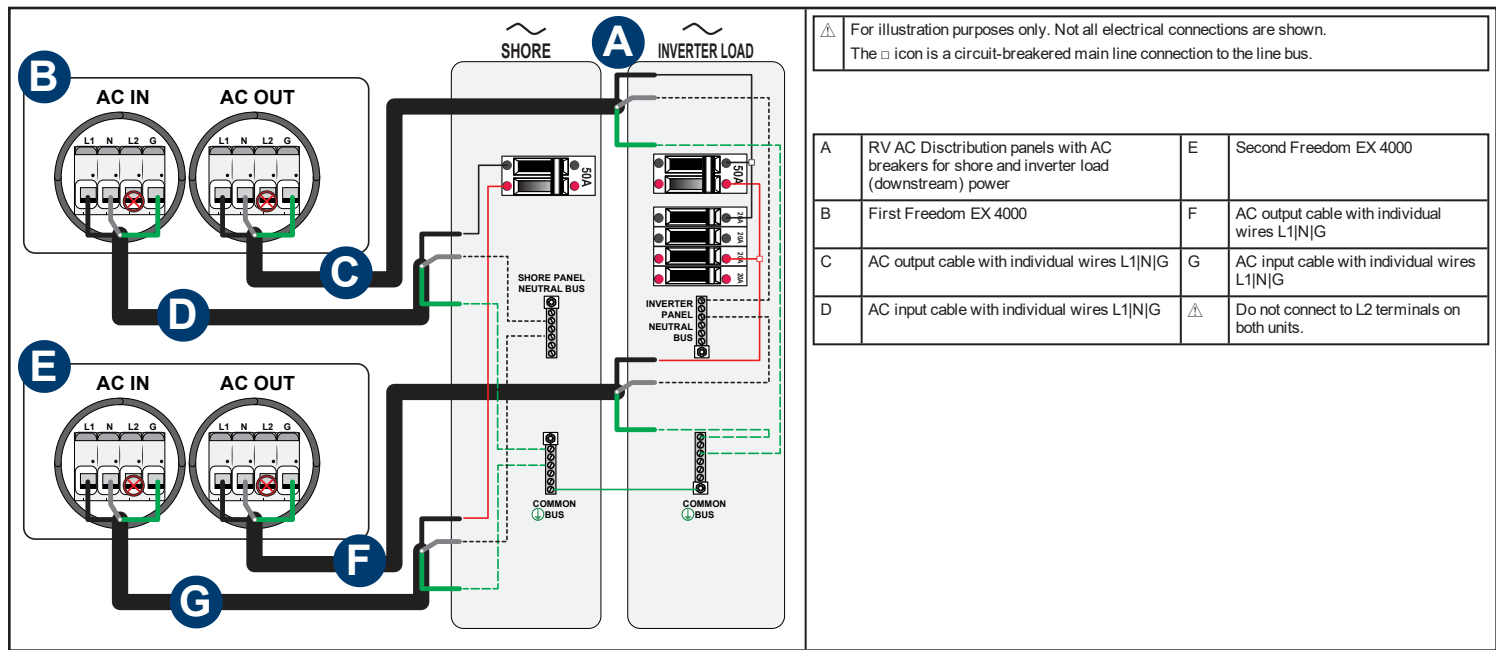 SHORE
A
INVERTER LOAD
B
AC IN
AC OUT
L1 N L2 G
L1 N L2 G
50A
50A
20A
20A
20A
20A
C
D
SHORE PANEL
NEUTRAL BUS
INVERTER
PANEL
NEUTRAL
BUS
E
AC IN
AC OUT
L1 N L2 G
L1 N L2 G
COMMON
BUS
COMMON
BUS
F
G
⚠ For illustration purposes only. Not all electrical connections are shown.
The □ icon is a circuit-breakered main line connection to the line bus.
A RV AC Disctribution panels with AC
breakers for shore and inverter load
(downstream) power
E Second Freedom EX 4000
B First Freedom EX 4000
F AC output cable with individual
wires L1|N|G
C AC output cable with individual wires L1|N|G
G AC input cable with individual wires
L1|N|G
D AC input cable with individual wires L1|N|G
⚠ Do not connect to L2 terminals on
both units.